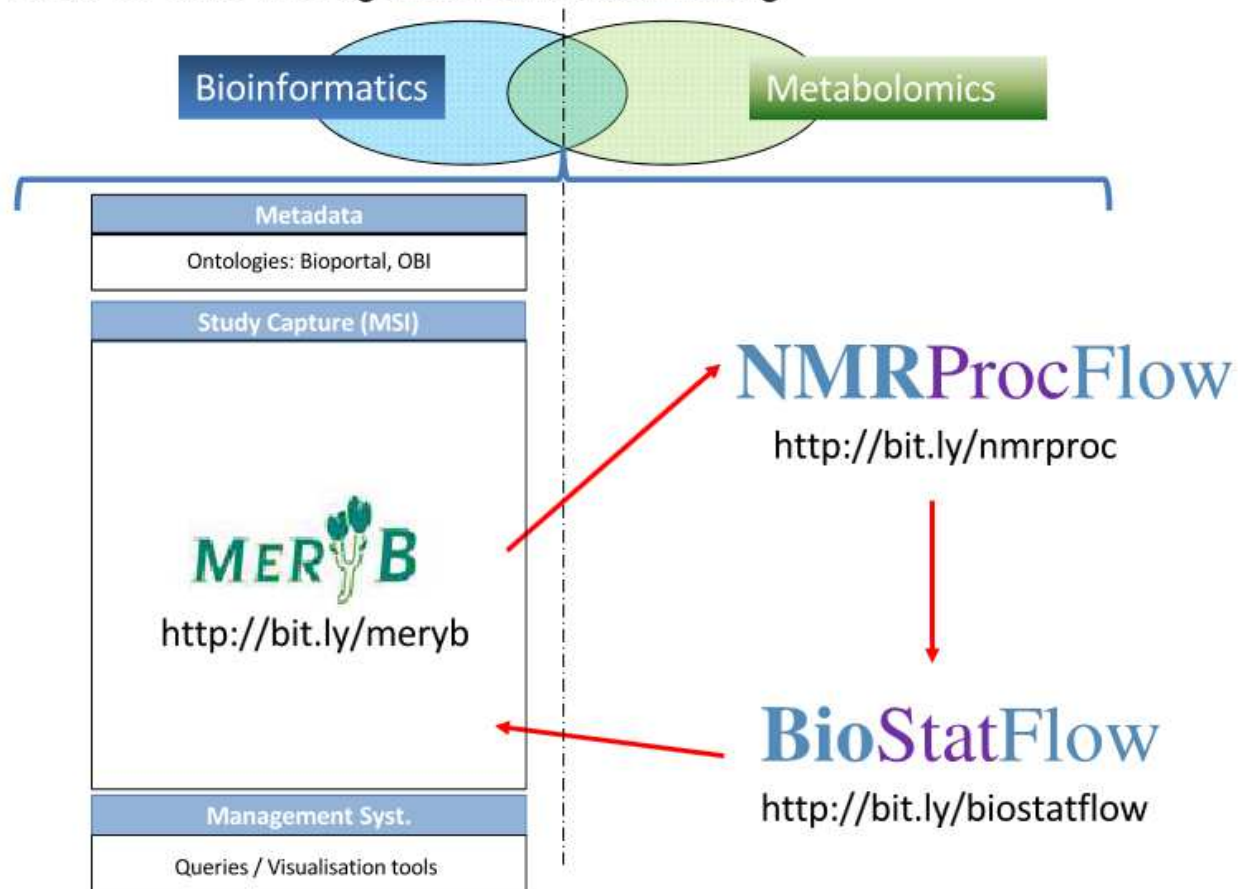 Bioinformatics
Metabolomics
Metadata
Ontologies: Bioportal, OBI
Study Capture (MSI)
MERYB
http://bit.ly/meryb
NMRProcFlow
http://bit.ly/nmrproc
BioStatFlow
http://bit.ly/biostatflow
Management Syst.
Queries / Visualisation tools